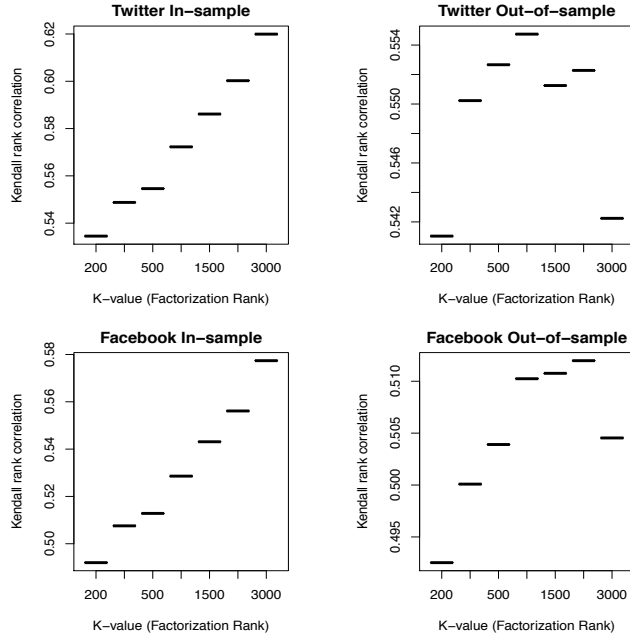 Twitter In−sample
Kendall rank correlation
0.54 0.56 0.58 0.60 0.62
200 500 1500 3000
K−value (Factorization Rank)
Twitter Out−of−sample
Kendall rank correlation
0.542 0.546 0.550 0.554
200 500 1500 3000
K−value (Factorization Rank)
Facebook In−sample
Kendall rank correlation
0.50 0.52 0.54 0.56 0.58
200 500 1500 3000
K−value (Factorization Rank)
Facebook Out−of−sample
Kendall rank correlation
0.495 0.500 0.505 0.510
200 500 1500 3000
K−value (Factorization Rank)